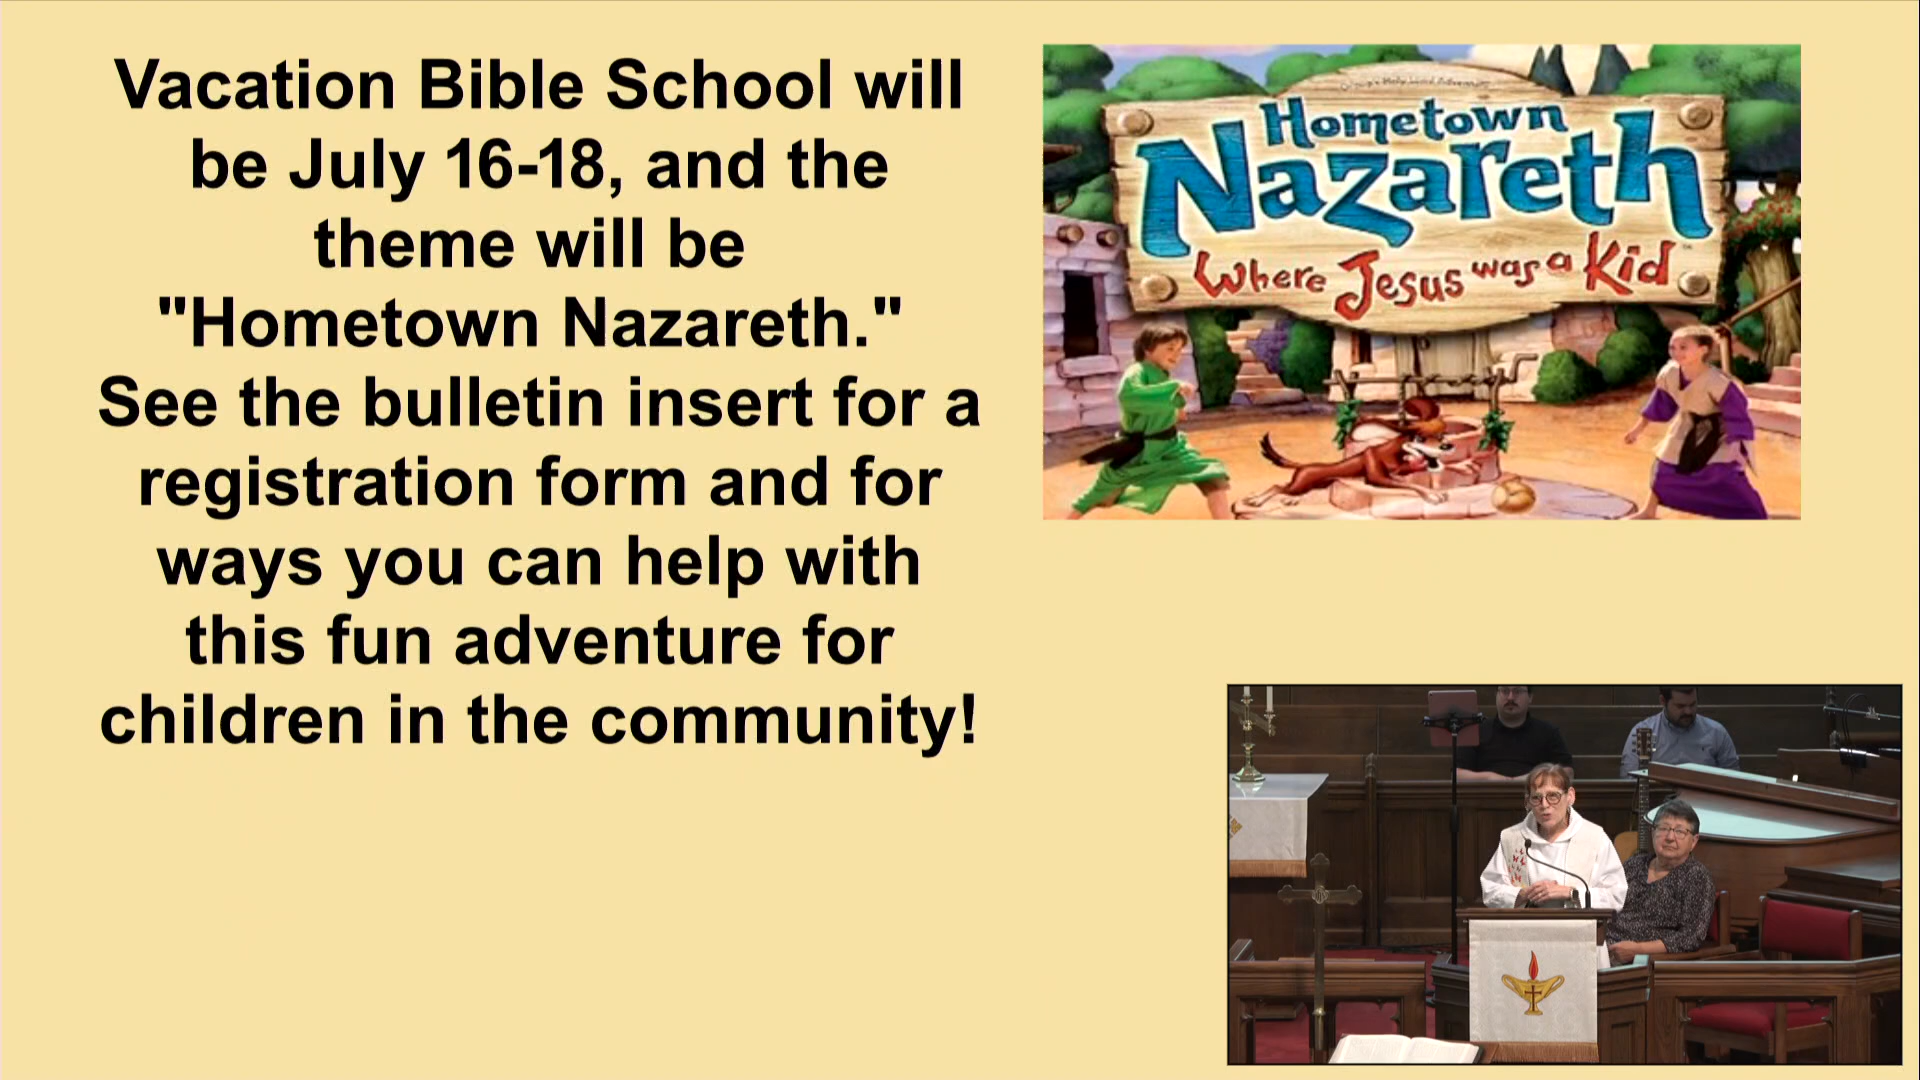 Vacation Bible School will
be July 16-18, and the
theme will be
"Hometown Nazareth."
See the bulletin insert for a
registration form and for
ways you can help with
this fun adventure for
children in the community!
Hometown
Nazareth
Where Jesus was a Kid